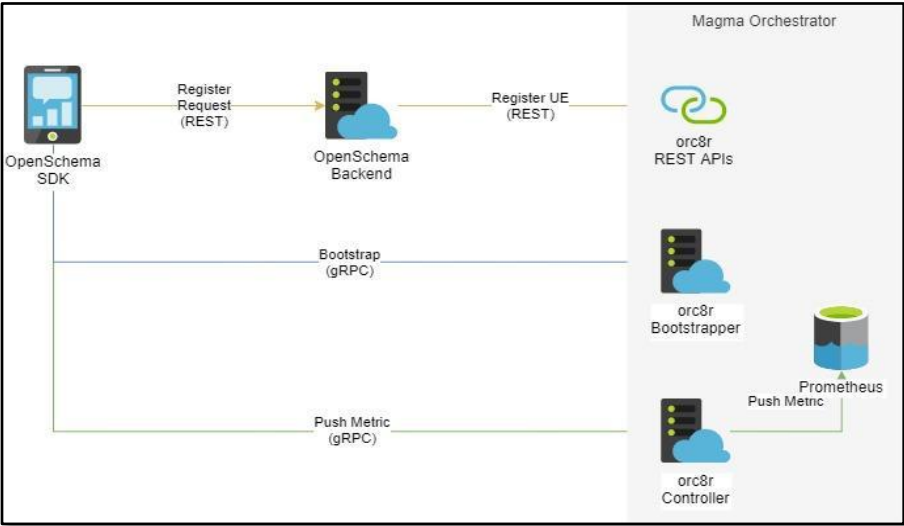 Magma Orchestrator
Register
Request
(REST)
Register UE
(REST)
OpenSchema
SDK
OpenSchema
Backend
orc8r
REST APIs
Bootstrap
(gRPC)
orc8r
Bootstrapper
Prometheus
Push Metric
Push Metric
(gRPC)
orc8r
Controller